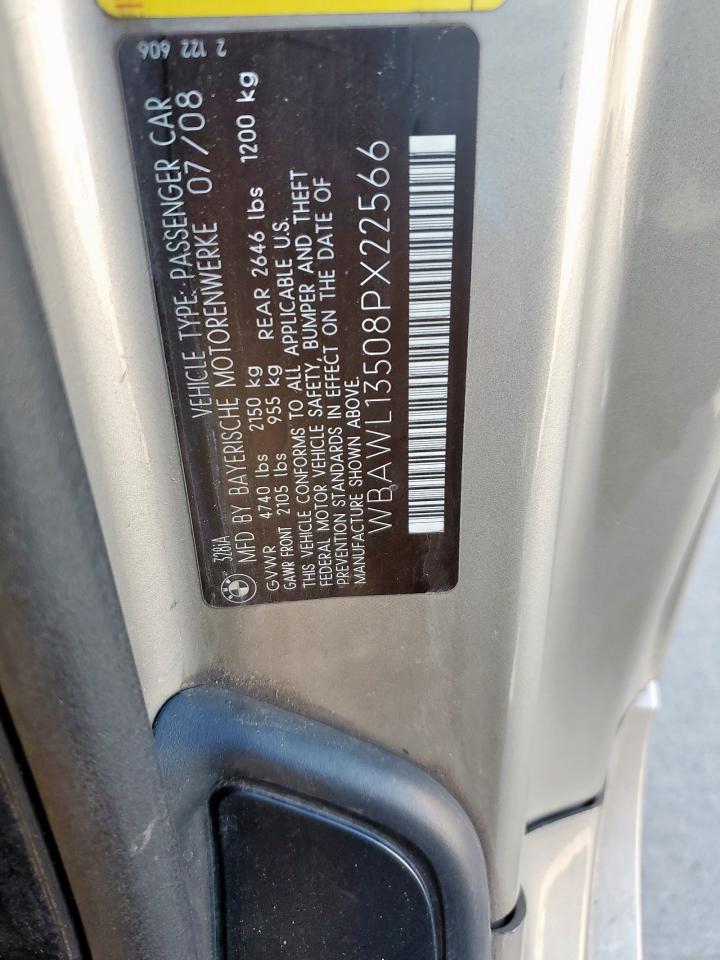 328iA
VEHICLE TYPE: PASSENGER CAR
MFD BY BAYERISCHE MOTORENWERKE 07/08
GVWR 4740 lbs 2150 kg
GAWR FRONT 2105 lbs 955 kg REAR 2646 lbs 1200 kg
THIS VEHICLE CONFORMS TO ALL APPLICABLE U.S.
FEDERAL MOTOR VEHICLE SAFETY, BUMPER AND THEFT
PREVENTION STANDARDS IN EFFECT ON THE DATE OF
MANUFACTURE SHOWN ABOVE.
WBAWL13508PX22566
2 122 606